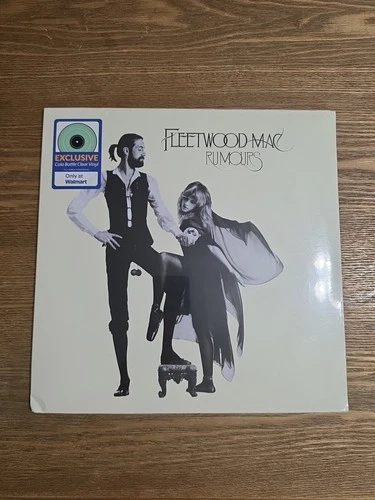 FLEETWOOD MAC
RUMOURS
EXCLUSIVE
Coke Bottle Clear Vinyl
Only at
Walmart